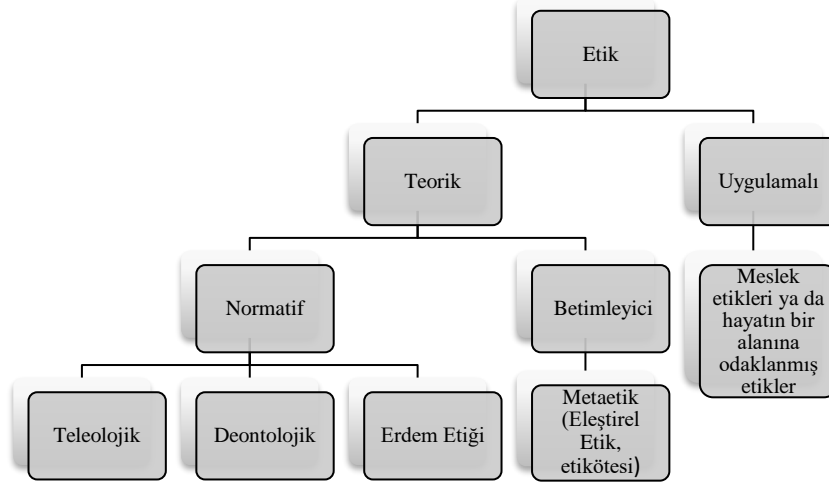 Etik
Teorik
Uygulamalı
Normatif
Betimleyici
Meslek
etikleri ya da
hayatın bir
alanına
odaklanmış
etikler
Teleolojik
Deontolojik
Erdem Etiği
Metaetik
(Eleştirel
Etik,
etikötesi)